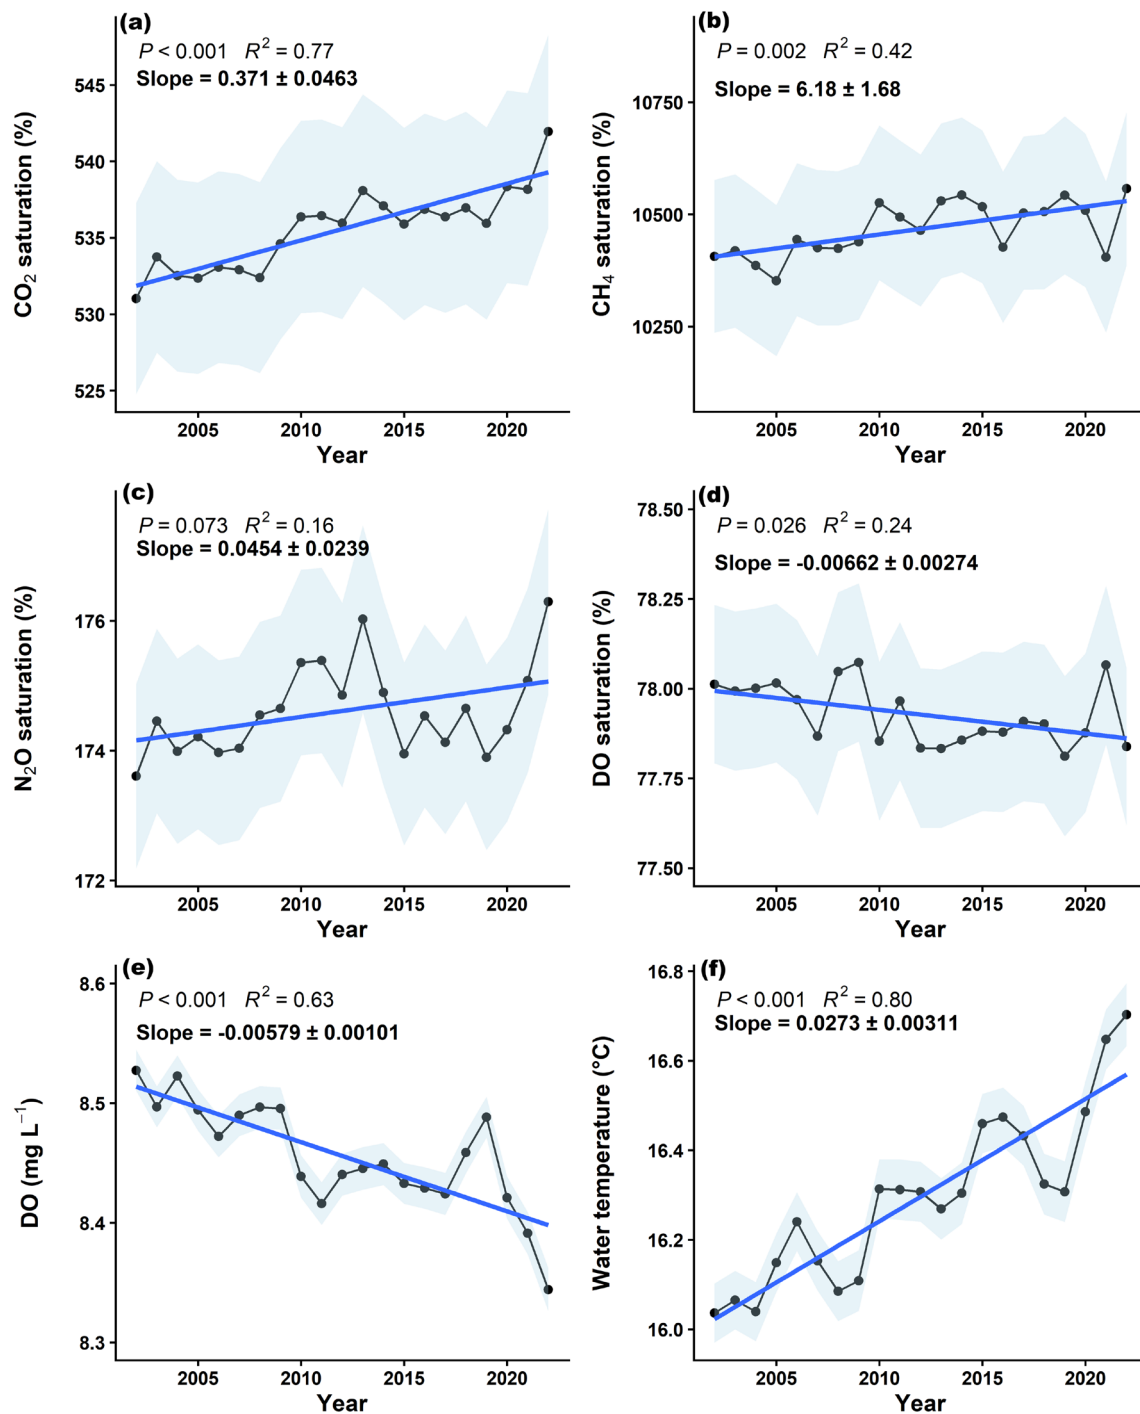 (a)
P < 0.001 R² = 0.77
Slope = 0.371 ± 0.0463
CO₂ saturation (%)
545
540
535
530
525
2005 2010 2015 2020
Year
(b)
P = 0.002 R² = 0.42
Slope = 6.18 ± 1.68
CH₄ saturation (%)
10750
10500
10250
2005 2010 2015 2020
Year
(c)
P = 0.073 R² = 0.16
Slope = 0.0454 ± 0.0239
N₂O saturation (%)
176
174
172
2005 2010 2015 2020
Year
(d)
P = 0.026 R² = 0.24
Slope = -0.00662 ± 0.00274
DO saturation (%)
78.50
78.25
78.00
77.75
77.50
2005 2010 2015 2020
Year
(e)
P < 0.001 R² = 0.63
Slope = -0.00579 ± 0.00101
DO (mg L⁻¹)
8.6
8.5
8.4
8.3
2005 2010 2015 2020
Year
(f)
P < 0.001 R² = 0.80
Slope = 0.0273 ± 0.00311
Water temperature (°C)
16.8
16.6
16.4
16.2
16.0
2005 2010 2015 2020
Year